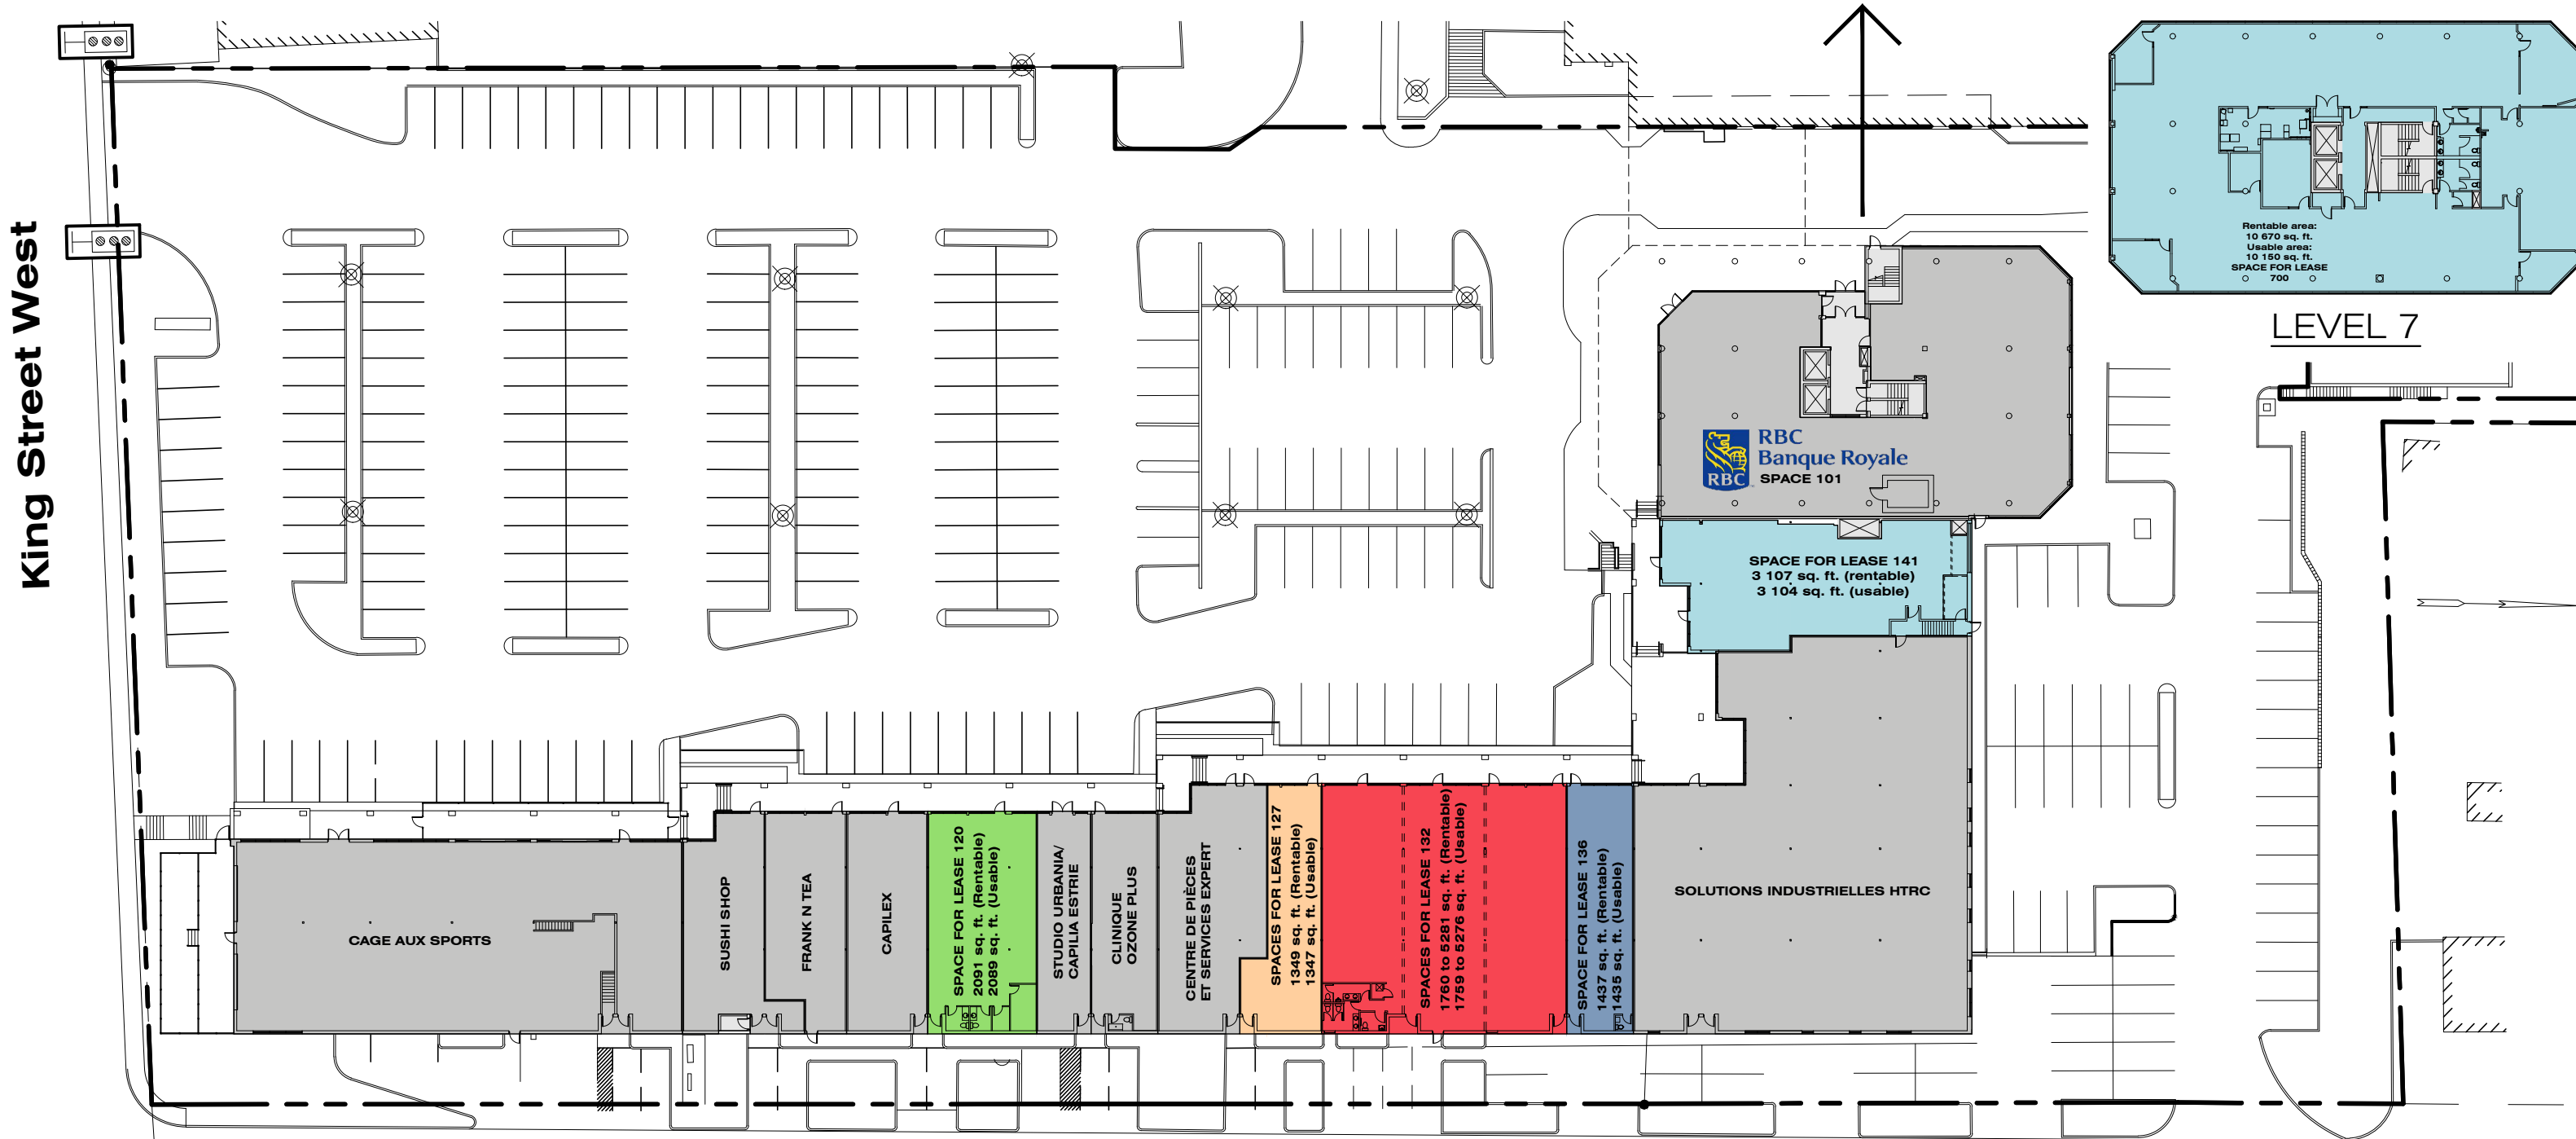 King Street West
Rentable area:
10 670 sq. ft.
Usable area:
10 150 sq. ft.
SPACE FOR LEASE
700
LEVEL 7
RBC
Banque Royale
RBC
SPACE 101
SPACE FOR LEASE 141
3 107 sq. ft. (rentable)
3 104 sq. ft. (usable)
CAGE AUX SPORTS
SUSHI SHOP
FRANK N TEA
CAPILEX
SPACE FOR LEASE 120
2091 sq. ft. (Rentable)
2089 sq. ft. (Usable)
STUDIO URBANIA/
CAPILIA ESTRIE
CLINIQUE
OZONE PLUS
CENTRE DE PIÈCES
ET SERVICES EXPERT
SPACES FOR LEASE 127
1349 sq. ft. (Rentable)
1347 sq. ft. (Usable)
SPACES FOR LEASE 132
1760 to 5281 sq. ft. (Rentable)
1759 to 5276 sq. ft. (Usable)
SPACE FOR LEASE 136
1437 sq. ft. (Rentable)
1435 sq. ft. (Usable)
SOLUTIONS INDUSTRIELLES HTRC